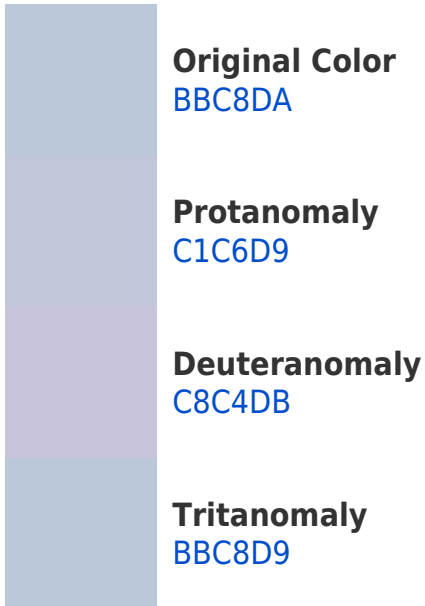 Original Color
BBC8DA
Protanomaly
C1C6D9
Deuteranomaly
C8C4DB
Tritanomaly
BBC8D9